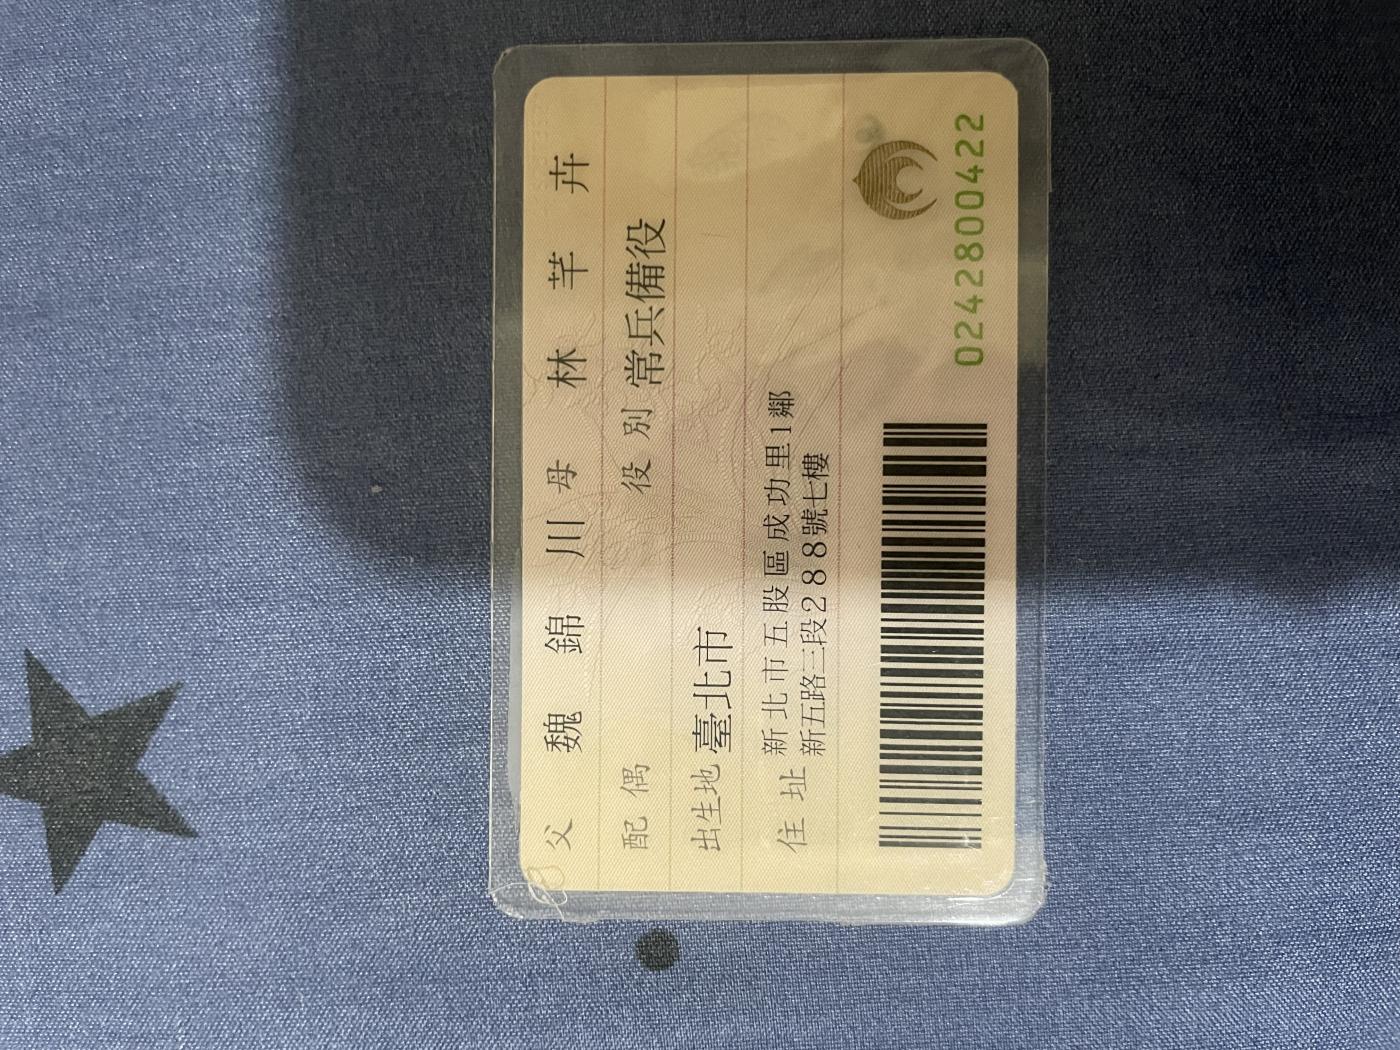 父 魏錦川 母 林芊卉
配偶 役別 常兵備役
出生地 臺北市
住址 新北市五股區成功里1鄰
新五路三段288號七樓
0242800422